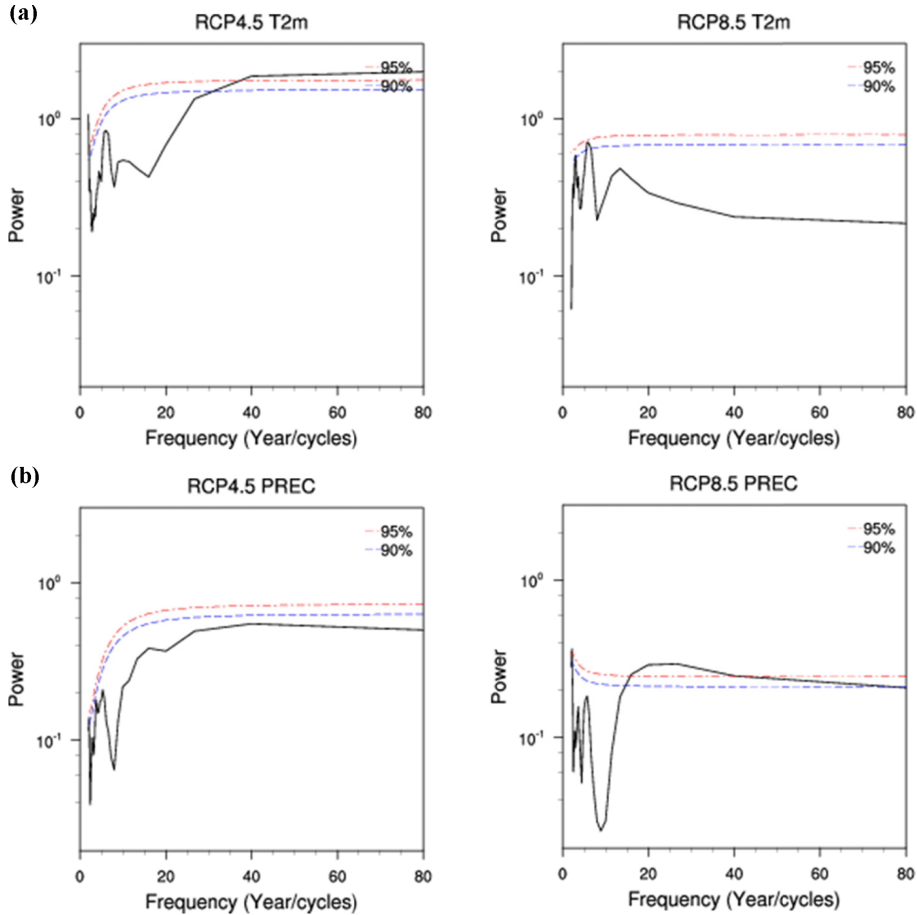 (a)
RCP4.5 T2m
95%
90%
10^0
10^-1
Power
0 20 40 60 80
Frequency (Year/cycles)
RCP8.5 T2m
95%
90%
10^0
10^-1
Power
0 20 40 60 80
Frequency (Year/cycles)
(b)
RCP4.5 PREC
95%
90%
10^0
10^-1
Power
0 20 40 60 80
Frequency (Year/cycles)
RCP8.5 PREC
95%
90%
10^0
10^-1
Power
0 20 40 60 80
Frequency (Year/cycles)